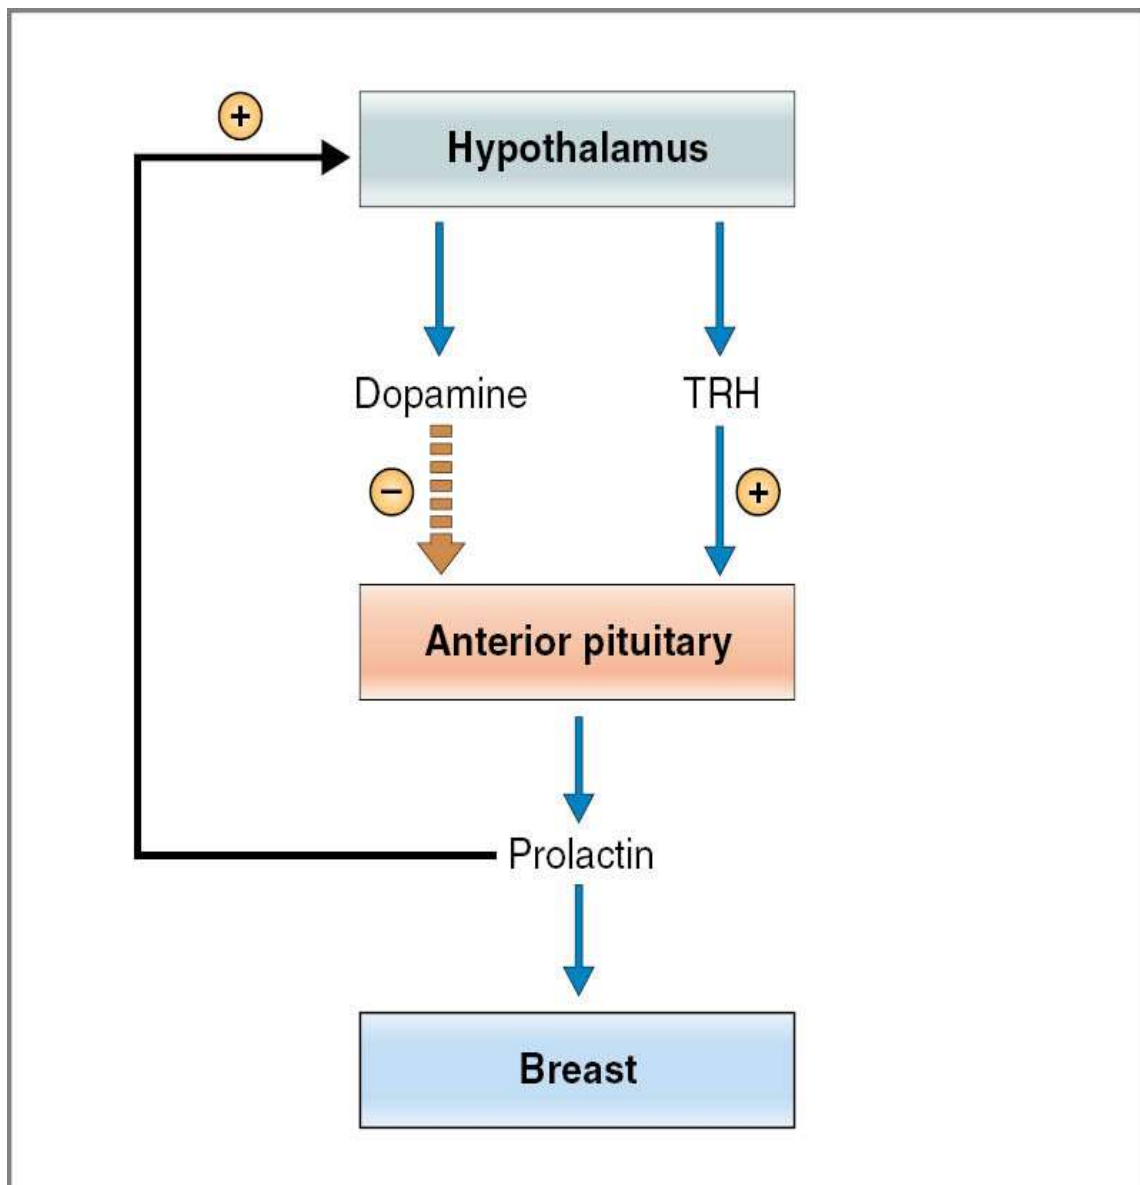 +
Hypothalamus
Dopamine
TRH
−
+
Anterior pituitary
Prolactin
Breast